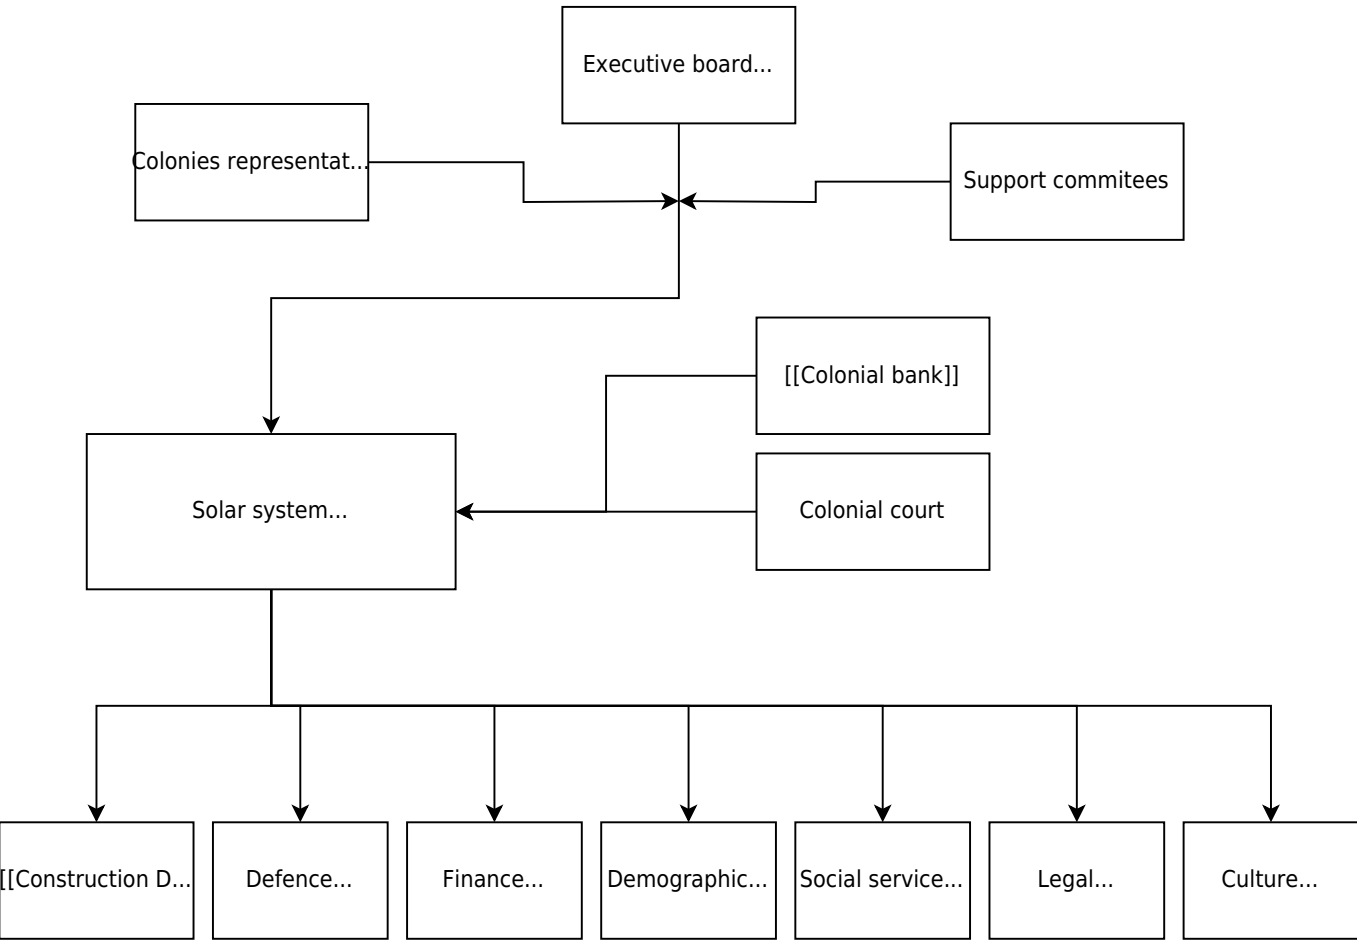 Executive board...
Colonies representat...
Support commitees
[[Colonial bank]]
Solar system...
Colonial court
[[Construction D...
Defence...
Finance...
Demographic...
Social service...
Legal...
Culture...